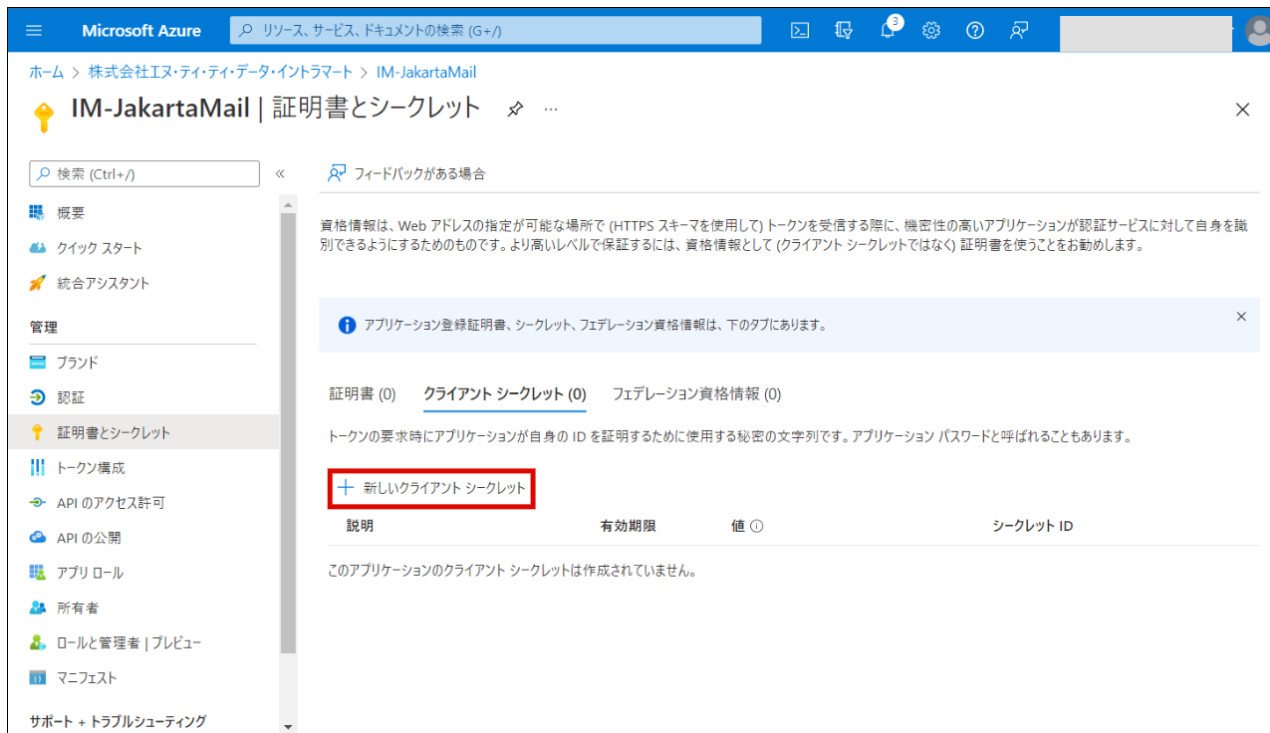 Microsoft Azure
リソース、サービス、ドキュメントの検索 (G+/)
3
ホーム > 株式会社エヌ・ティ・ティ・データ・イントラマート > IM-JakartaMail
IM-JakartaMail | 証明書とシークレット
検索 (Ctrl+/)
フィードバックがある場合
概要
クイック スタート
統合アシスタント
管理
ブランド
認証
証明書とシークレット
トークン構成
API のアクセス許可
API の公開
アプリ ロール
所有者
ロールと管理者 | プレビュー
マニフェスト
サポート + トラブルシューティング
資格情報は、Web アドレスの指定が可能な場所で (HTTPS スキーマを使用して) トークンを受信する際に、機密性の高いアプリケーションが認証サービスに対して自身を識
別できるようにするためのものです。より高いレベルで保証するには、資格情報として (クライアント シークレットではなく) 証明書を使うことをお勧めします。
アプリケーション登録証明書、シークレット、フェデレーション資格情報は、下のタブにあります。
証明書 (0) クライアント シークレット (0) フェデレーション資格情報 (0)
トークンの要求時にアプリケーションが自身の ID を証明するために使用する秘密の文字列です。アプリケーション パスワードと呼ばれることもあります。
新しいクライアント シークレット
説明 有効期限 値 シークレット ID
このアプリケーションのクライアント シークレットは作成されていません。